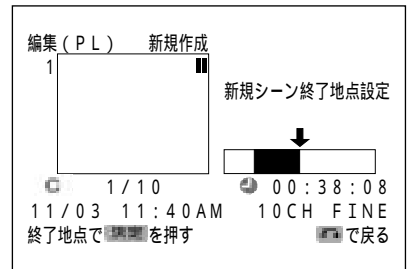 編集(PL) 新規作成
1
新規シーン終了地点設定
1/10 00:38:08
11/03 11:40AM 10CH FINE
終了地点で 決定 を押す
で戻る